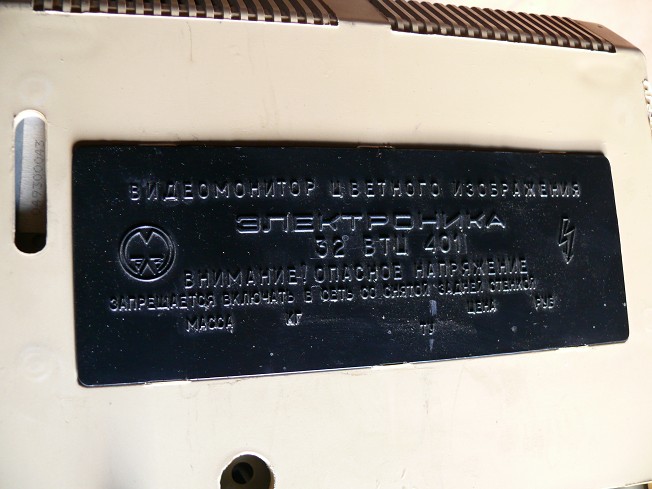 ВИДЕОМОНИТОР ЦВЕТНОГО ИЗОБРАЖЕНИЯ
ЭЛЕКТРОНИКА
32 ВТЦ 401
ВНИМАНИЕ! ОПАСНОЕ НАПРЯЖЕНИЕ
ЗАПРЕЩАЕТСЯ ВКЛЮЧАТЬ В СЕТЬ СО СНЯТОЙ ЗАДНЕЙ СТЕНКОЙ
МАССА КГ ТУ ЦЕНА РУБ